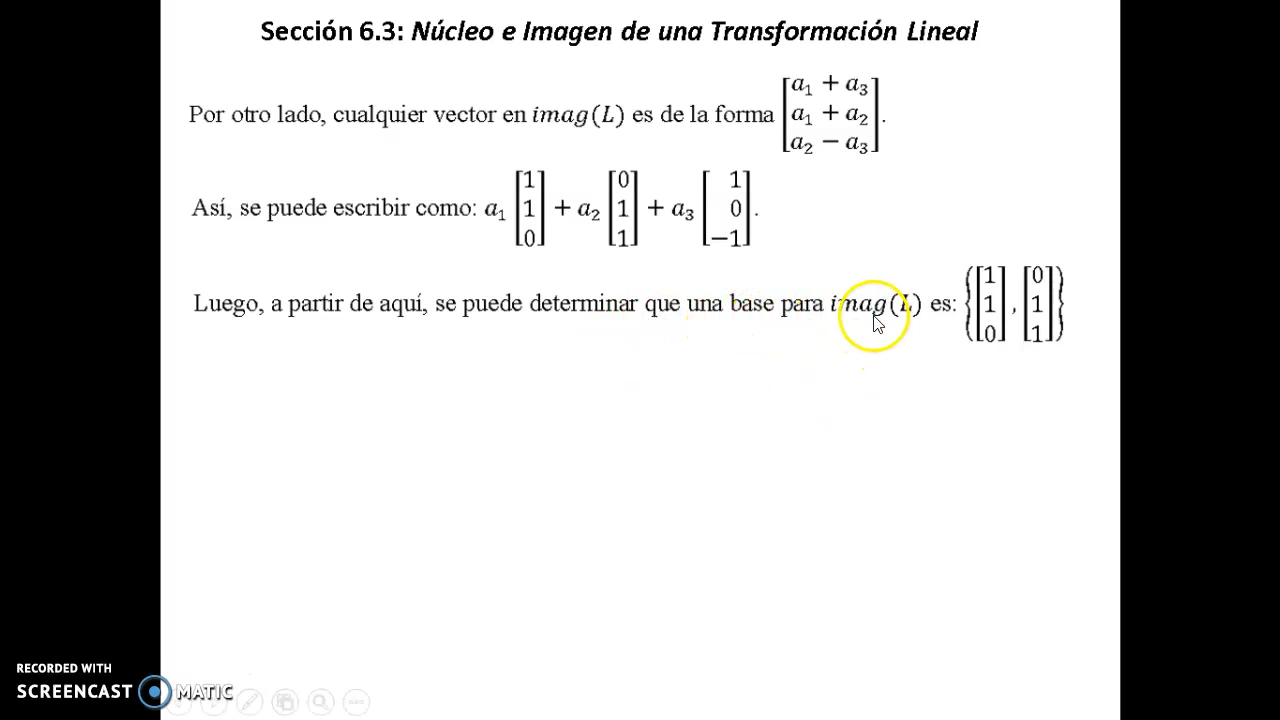 Sección 6.3: Núcleo e Imagen de una Transformación Lineal
Por otro lado, cualquier vector en imag(L) es de la forma [a₁ + a₃; a₁ + a₂; a₂ − a₃].
Así, se puede escribir como: a₁ [1; 1; 0] + a₂ [0; 1; 1] + a₃ [1; 0; −1].
Luego, a partir de aquí, se puede determinar que una base para imag(L) es: {[1; 1; 0], [0; 1; 1]}
RECORDED WITH
SCREENCAST MATIC